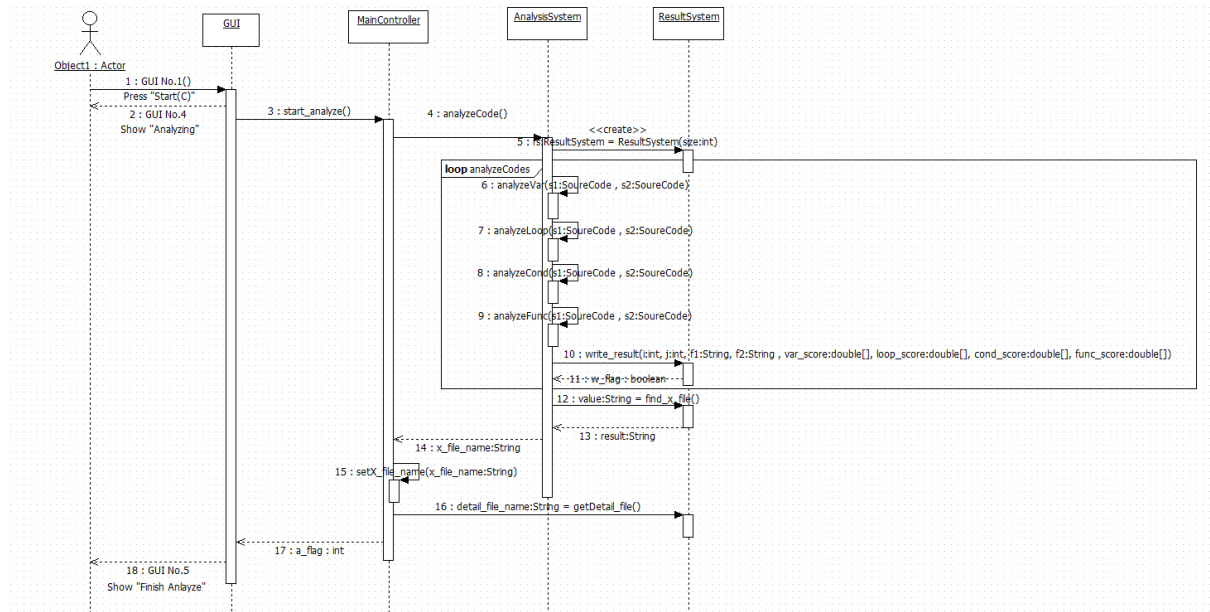 GUI
MainController
AnalysisSystem
ResultSystem
Object1 : Actor
1 : GUI No.1()
Press "Start(C)"
2 : GUI No.4
Show "Analyzing"
3 : start_analyze()
4 : analyzeCode()
<<create>>
5 : rs:ResultSystem = ResultSystem(size:int)
loop analyzeCodes
6 : analyzeVar(s1:SoureCode , s2:SoureCode)
7 : analyzeLoop(s1:SoureCode , s2:SoureCode)
8 : analyzeCond(s1:SoureCode , s2:SoureCode)
9 : analyzeFunc(s1:SoureCode , s2:SoureCode)
10 : write_result(i:int, j:int, f1:String, f2:String , var_score:double[], loop_score:double[], cond_score:double[], func_score:double[])
11 : w_flag : boolean
12 : value:String = find_x_file()
13 : result:String
14 : x_file_name:String
15 : setX_file_name(x_file_name:String)
16 : detail_file_name:String = getDetail_file()
17 : a_flag : int
18 : GUI No.5
Show "Finish Anlayze"